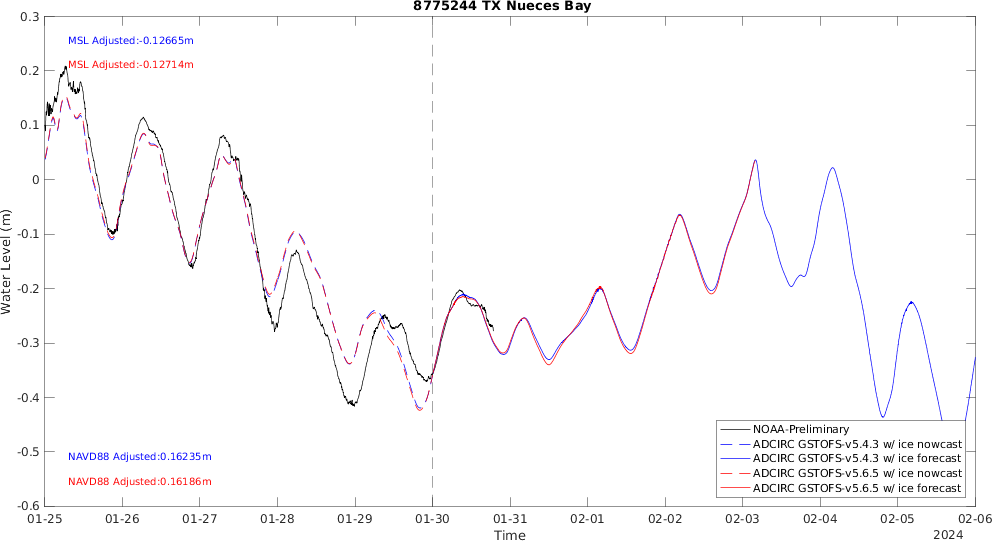 8775244 TX Nueces Bay
MSL Adjusted:-0.12665m
MSL Adjusted:-0.12714m
0.3
0.2
0.1
0
-0.1
-0.2
-0.3
-0.4
-0.5
-0.6
Water Level (m)
NAVD88 Adjusted:0.16235m
NAVD88 Adjusted:0.16186m
NOAA-Preliminary
ADCIRC GSTOFS-v5.4.3 w/ ice nowcast
ADCIRC GSTOFS-v5.4.3 w/ ice forecast
ADCIRC GSTOFS-v5.6.5 w/ ice nowcast
ADCIRC GSTOFS-v5.6.5 w/ ice forecast
01-25 01-26 01-27 01-28 01-29 01-30 01-31 02-01 02-02 02-03 02-04 02-05 02-06
Time
2024